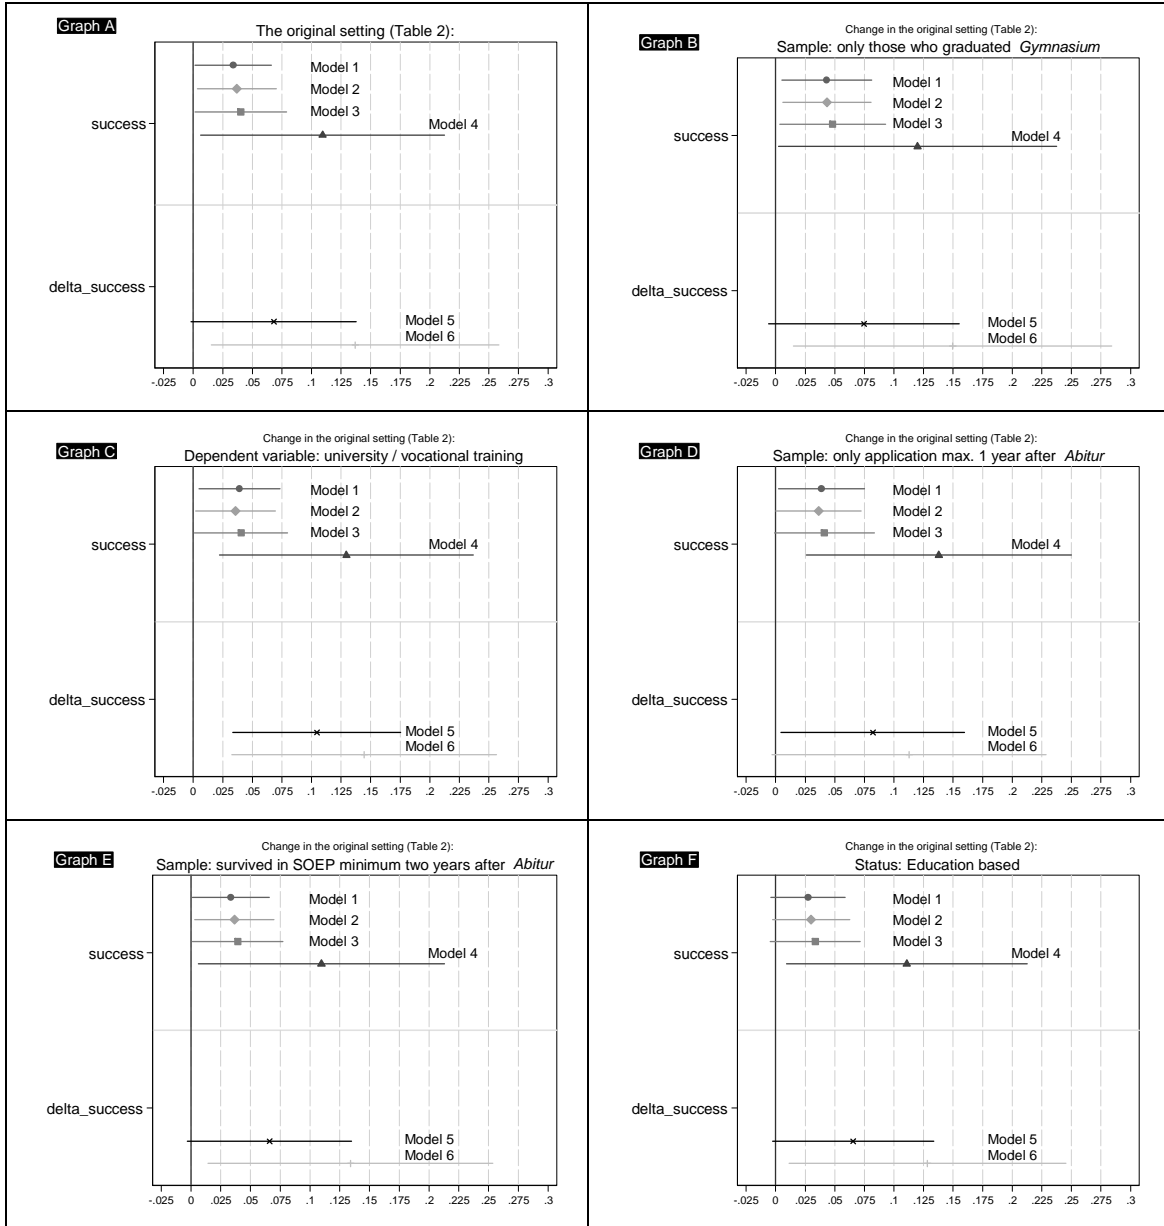 Graph A
The original setting (Table 2):
Model 1
Model 2
Model 3
Model 4
success
delta_success
Model 5
Model 6
-.025 0 .025 .05 .075 .1 .125 .15 .175 .2 .225 .25 .275 .3
Graph B
Change in the original setting (Table 2):
Sample: only those who graduated Gymnasium
Model 1
Model 2
Model 3
Model 4
success
delta_success
Model 5
Model 6
-.025 0 .025 .05 .075 .1 .125 .15 .175 .2 .225 .25 .275 .3
Graph C
Change in the original setting (Table 2):
Dependent variable: university / vocational training
Model 1
Model 2
Model 3
Model 4
success
delta_success
Model 5
Model 6
-.025 0 .025 .05 .075 .1 .125 .15 .175 .2 .225 .25 .275 .3
Graph D
Change in the original setting (Table 2):
Sample: only application max. 1 year after Abitur
Model 1
Model 2
Model 3
Model 4
success
delta_success
Model 5
Model 6
-.025 0 .025 .05 .075 .1 .125 .15 .175 .2 .225 .25 .275 .3
Graph E
Change in the original setting (Table 2):
Sample: survived in SOEP minimum two years after Abitur
Model 1
Model 2
Model 3
Model 4
success
delta_success
Model 5
Model 6
-.025 0 .025 .05 .075 .1 .125 .15 .175 .2 .225 .25 .275 .3
Graph F
Change in the original setting (Table 2):
Status: Education based
Model 1
Model 2
Model 3
Model 4
success
delta_success
Model 5
Model 6
-.025 0 .025 .05 .075 .1 .125 .15 .175 .2 .225 .25 .275 .3